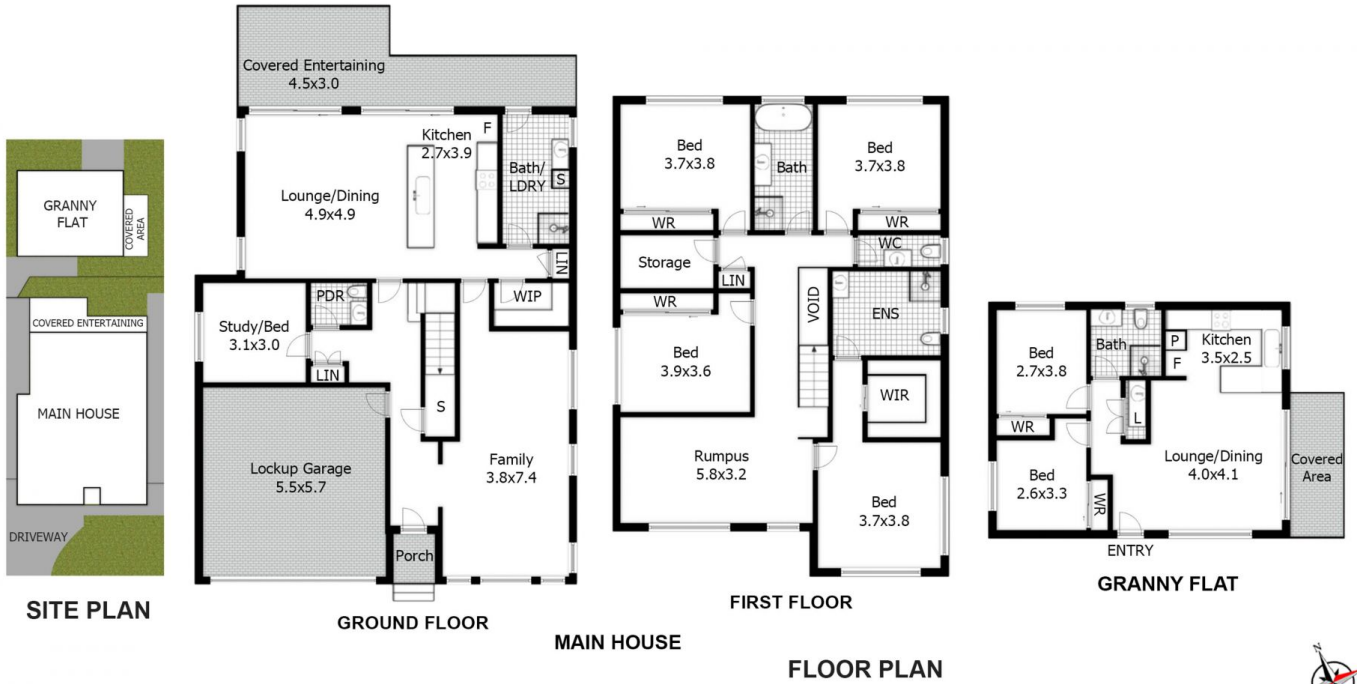 GRANNY
FLAT
COVERED
AREA
COVERED ENTERTAINING
MAIN HOUSE
DRIVEWAY
SITE PLAN
Covered Entertaining
4.5x3.0
Kitchen
2.7x3.9
F
Bath/
LDRY
S
Lounge/Dining
4.9x4.9
LIN
PDR
WIP
Study/Bed
3.1x3.0
LIN
S
Lockup Garage
5.5x5.7
Family
3.8x7.4
Porch
GROUND FLOOR
Bed
3.7x3.8
Bath
Bed
3.7x3.8
WR
WR
WC
Storage
LIN
WR
VOID
ENS
Bed
3.9x3.6
WIR
Rumpus
5.8x3.2
Bed
3.7x3.8
FIRST FLOOR
MAIN HOUSE
Bed
2.7x3.8
Bath
P
F
Kitchen
3.5x2.5
WR
L
Bed
2.6x3.3
WR
Lounge/Dining
4.0x4.1
Covered
Area
ENTRY
GRANNY FLAT
FLOOR PLAN